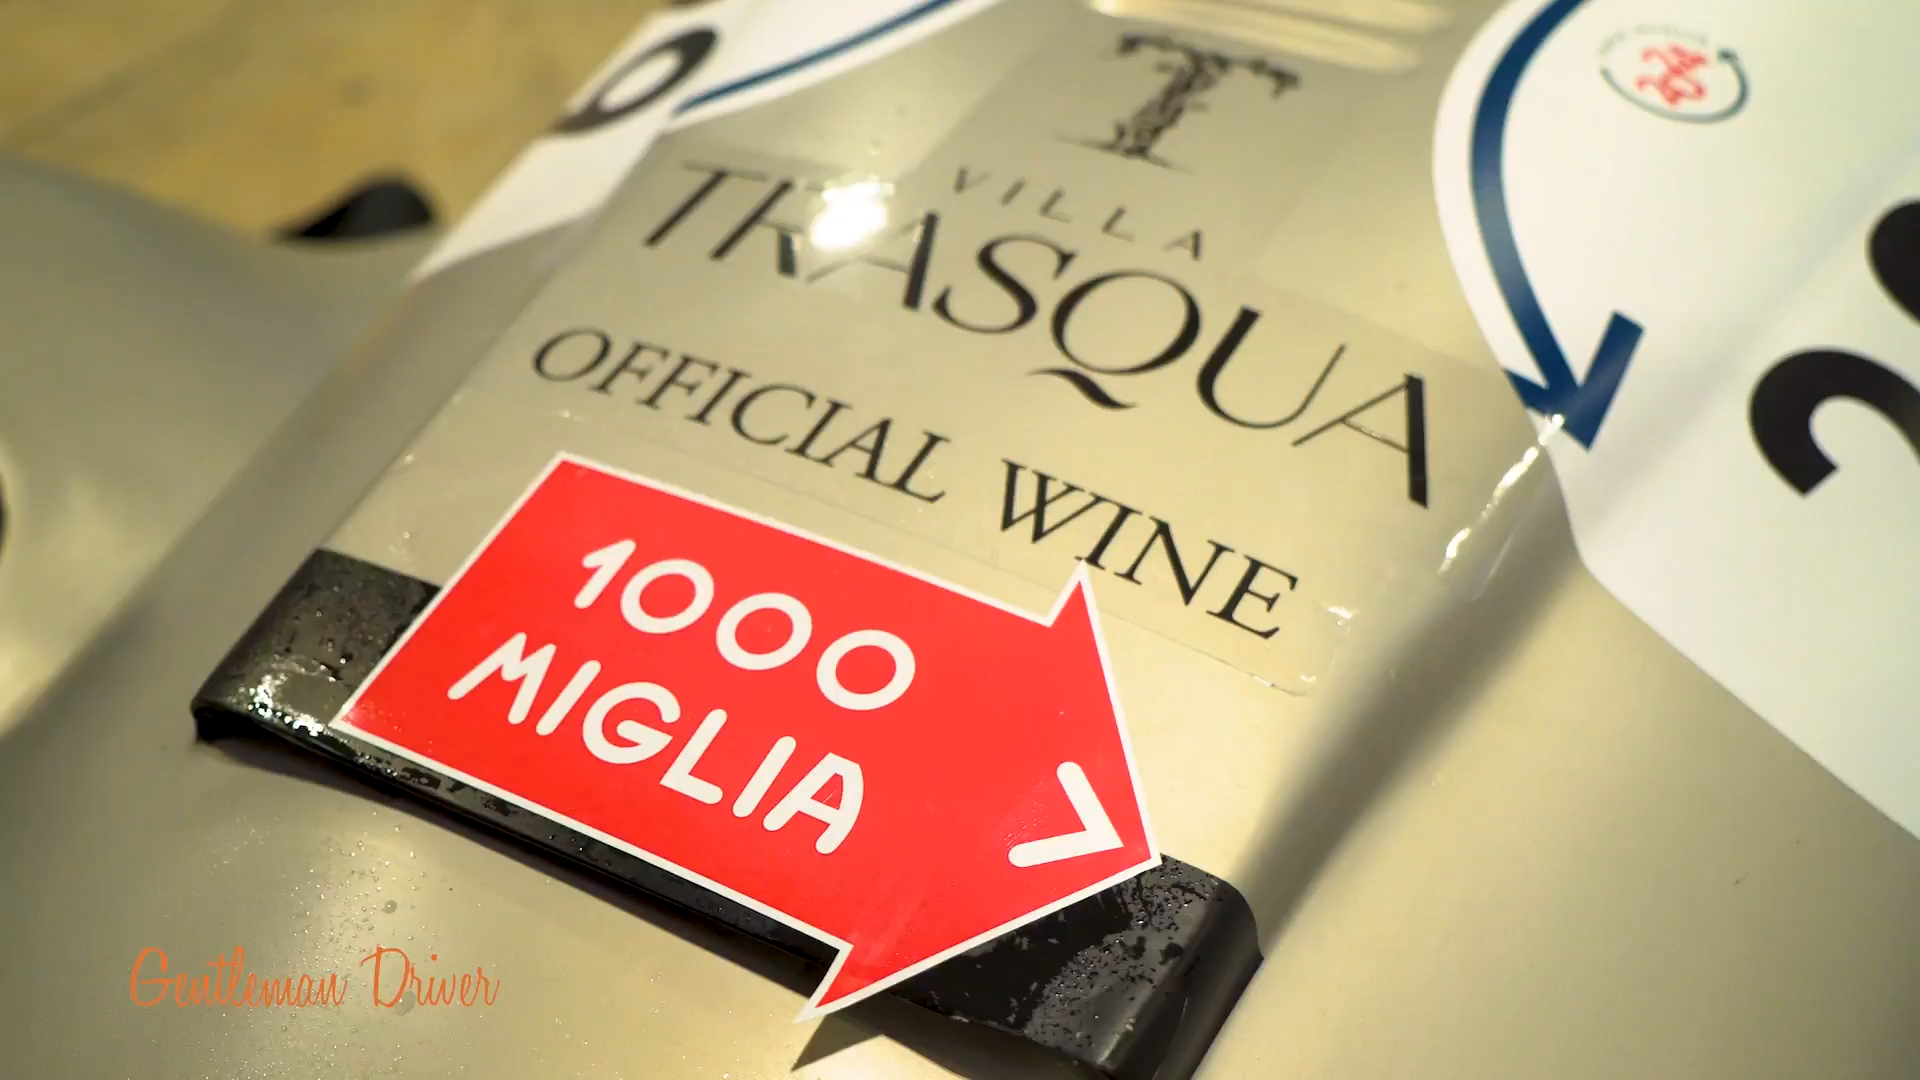 T
VILLA
TRASQUA
OFFICIAL WINE
1000
MIGLIA
Gentleman Driver